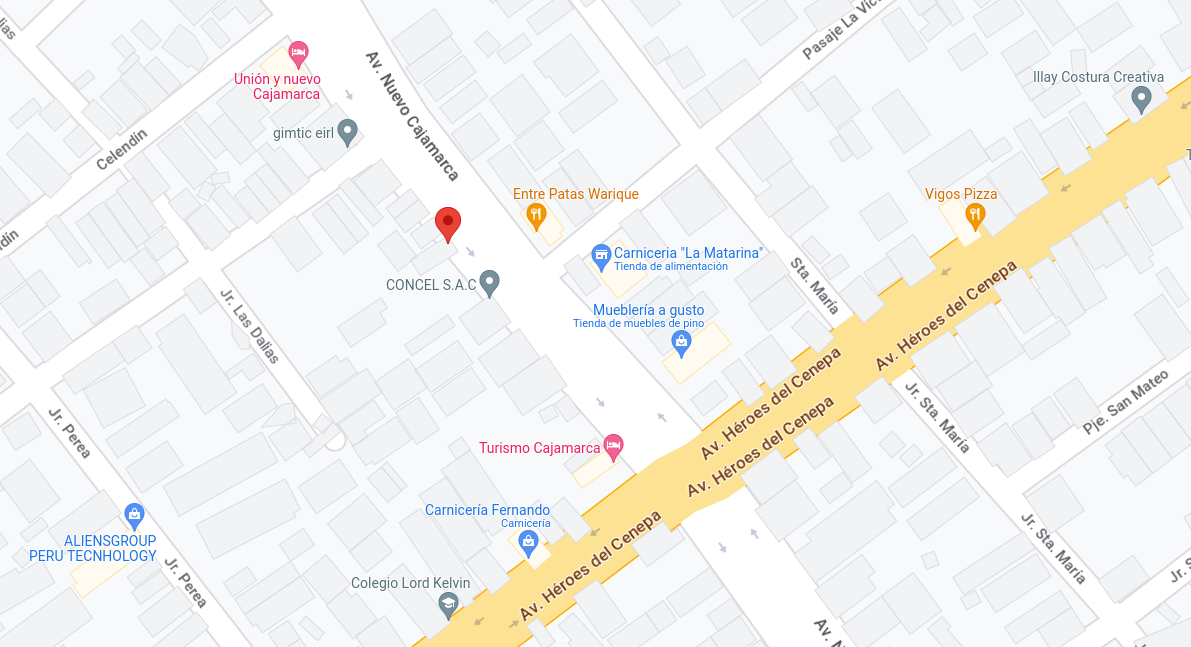 Pasaje La Vic
Av. Nuevo Cajamarca
Unión y nuevo
Cajamarca
Illay Costura Creativa
gimtic eirl
Celendín
Entre Patas Warique
Vigos Pizza
Carniceria "La Matarina"
Tienda de alimentación
Sta. María
CONCEL S.A.C
Av. Héroes del Cenepa
Jr. Las Dalias
Mueblería a gusto
Tienda de muebles de pino
Av. Héroes del Cenepa
Jr. Sta. María
Pje. San Mateo
Jr. Perea
Av. Héroes del Cenepa
Turismo Cajamarca
Carnicería Fernando
Carnicería
ALIENSGROUP
PERU TECNHOLOGY
Jr. Sta. María
Av. Héroes del Cenepa
Jr. Perea
Colegio Lord Kelvin
Jr. S
Av. N